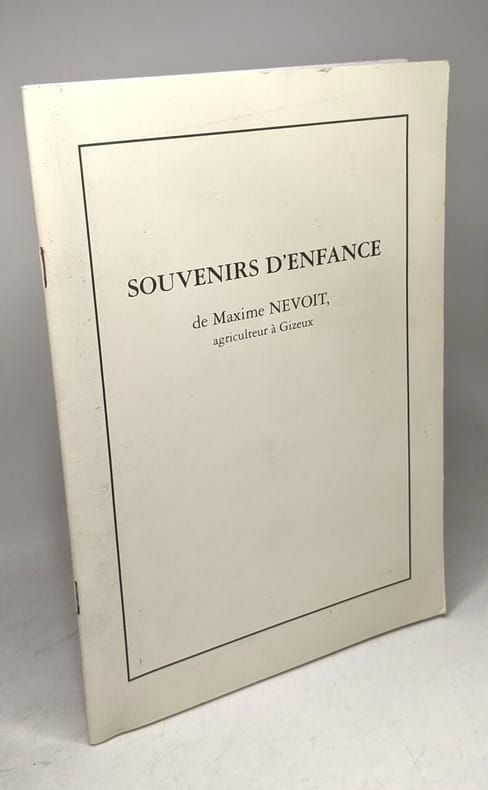 SOUVENIRS D'ENFANCE
de Maxime NEVOIT,
agriculteur à Gizeux